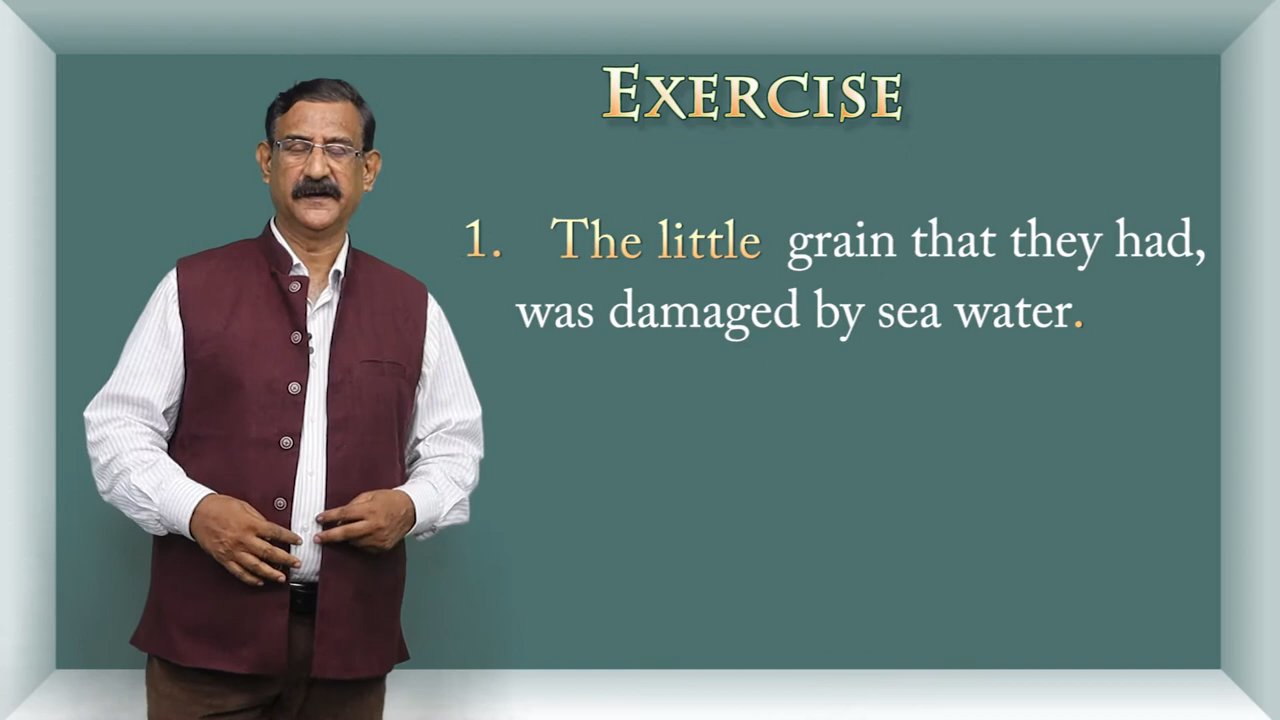 EXERCISE
1. The little grain that they had,
was damaged by sea water.